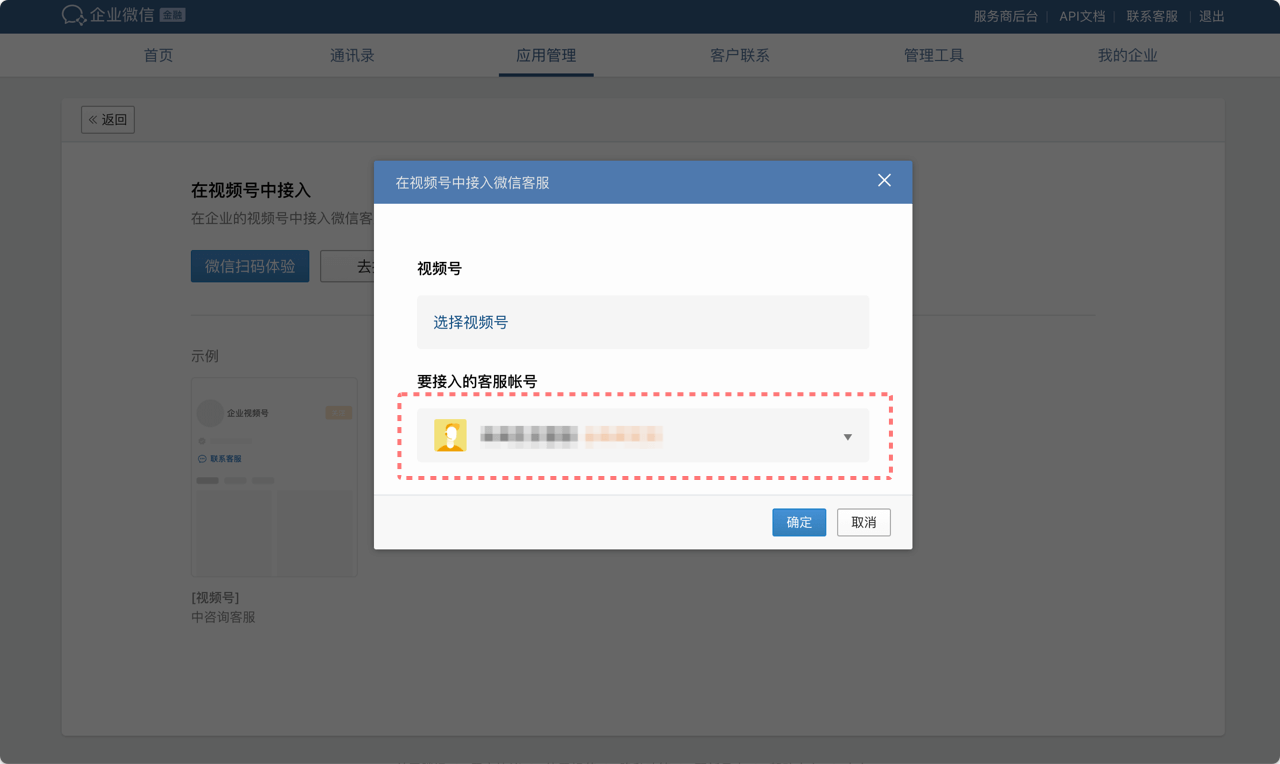 企业微信 金融
服务商后台 | API文档 | 联系客服 | 退出
首页 通讯录 应用管理 客户联系 管理工具 我的企业
« 返回
在视频号中接入微信客服
在视频号中接入
在企业的视频号中接入微信客
微信扫码体验 去
视频号
选择视频号
要接入的客服帐号
示例
企业视频号
联系客服
确定 取消
[视频号]
中咨询客服